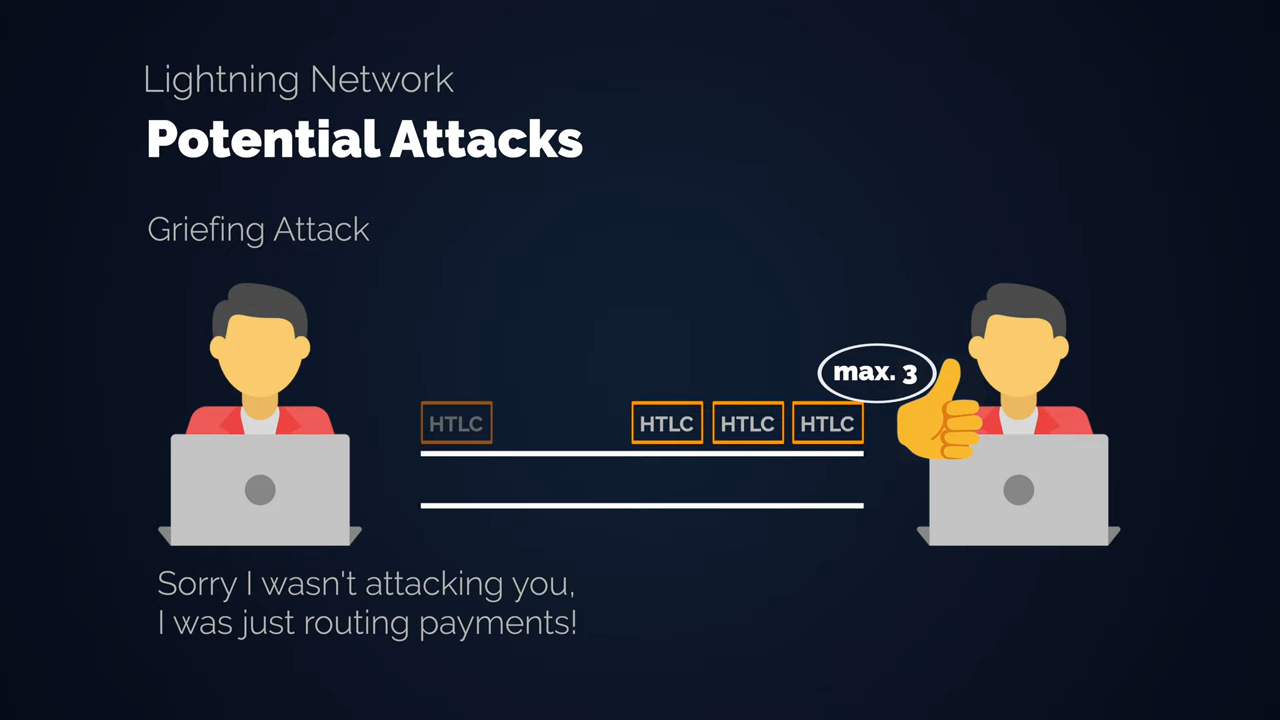 Lightning Network
Potential Attacks
Griefing Attack
max. 3
HTLC
HTLC
HTLC
HTLC
Sorry I wasn't attacking you,
I was just routing payments!